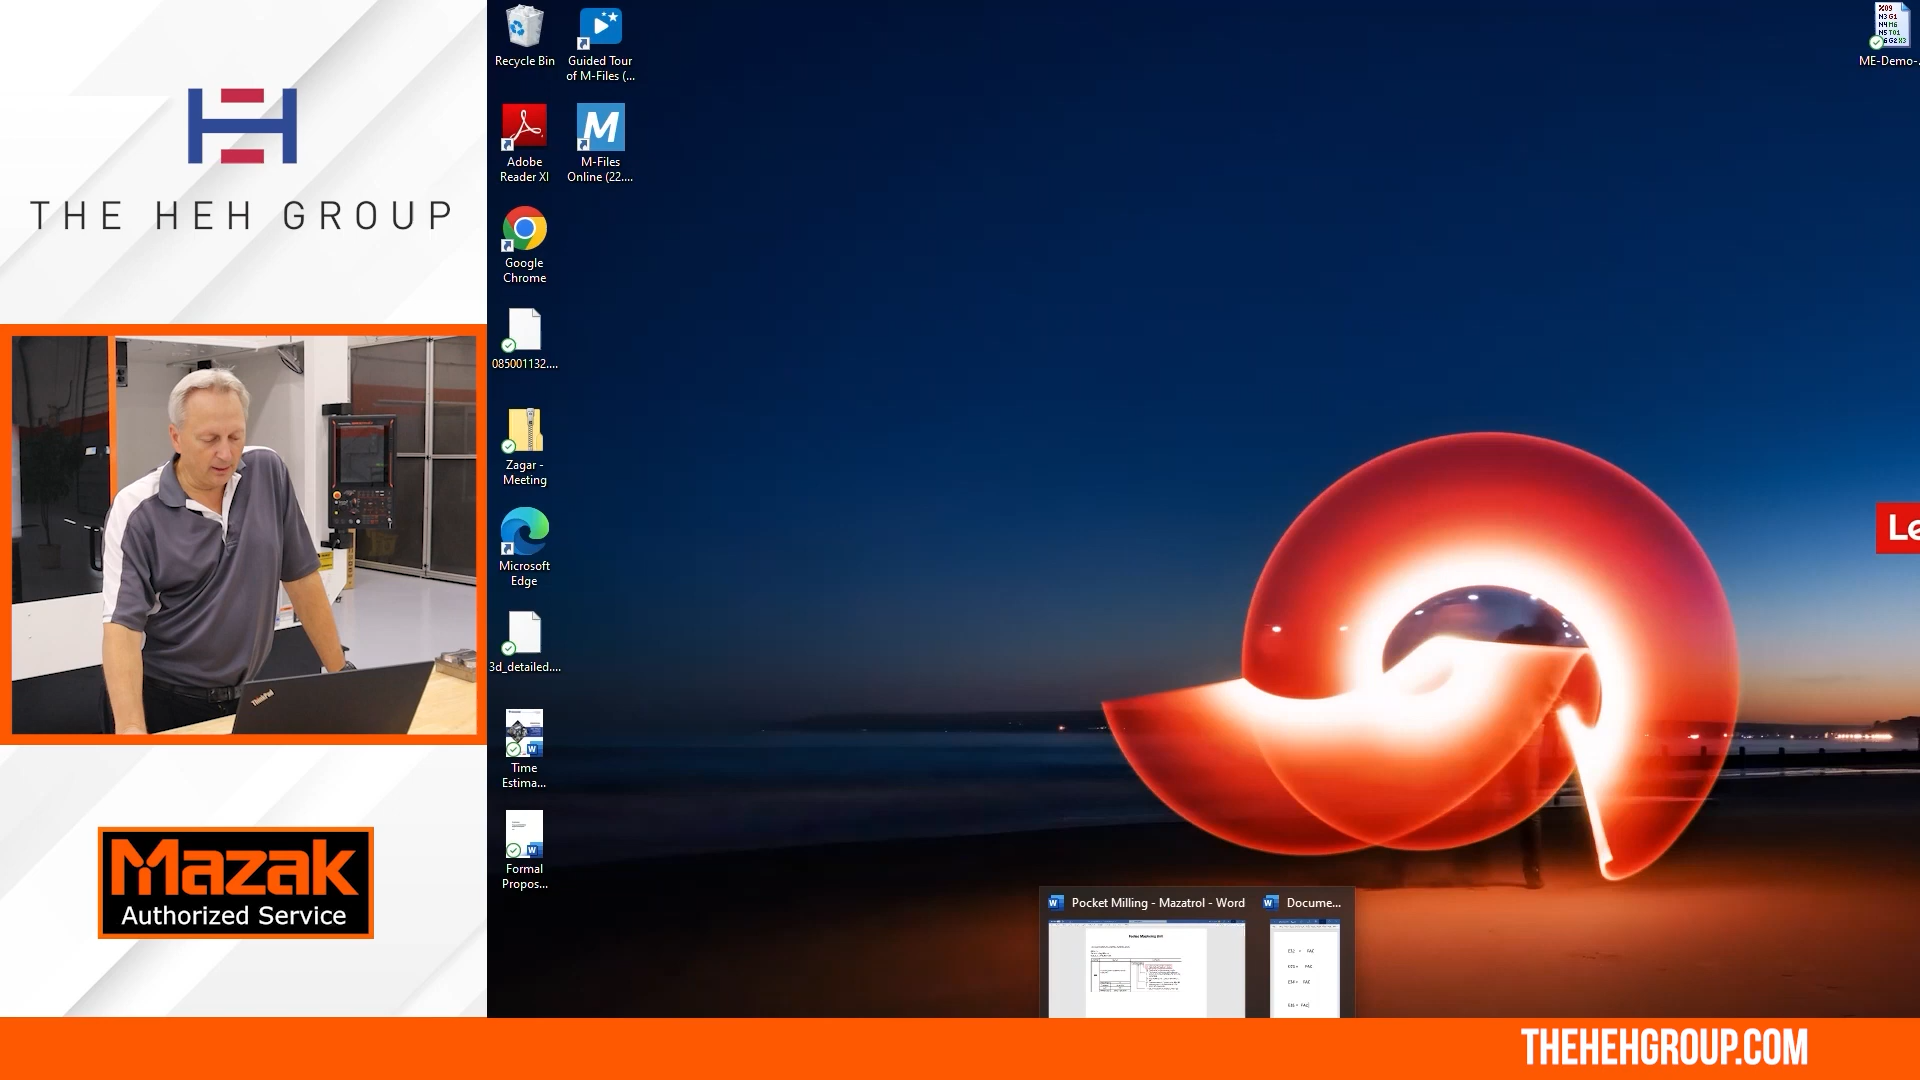 THE HEH GROUP
ThinkPad
Mazak
Authorized Service
Recycle Bin
Guided Tour
of M-Files (...
Adobe
Reader XI
M-Files
Online (22....
Google
Chrome
085001132....
Zagar -
Meeting
Microsoft
Edge
3d_detailed....
Time
Estima...
Formal
Propos...
ME-Demo-
Le
Pocket Milling - Mazatrol - Word
Docume...
THEHEHGROUP.COM